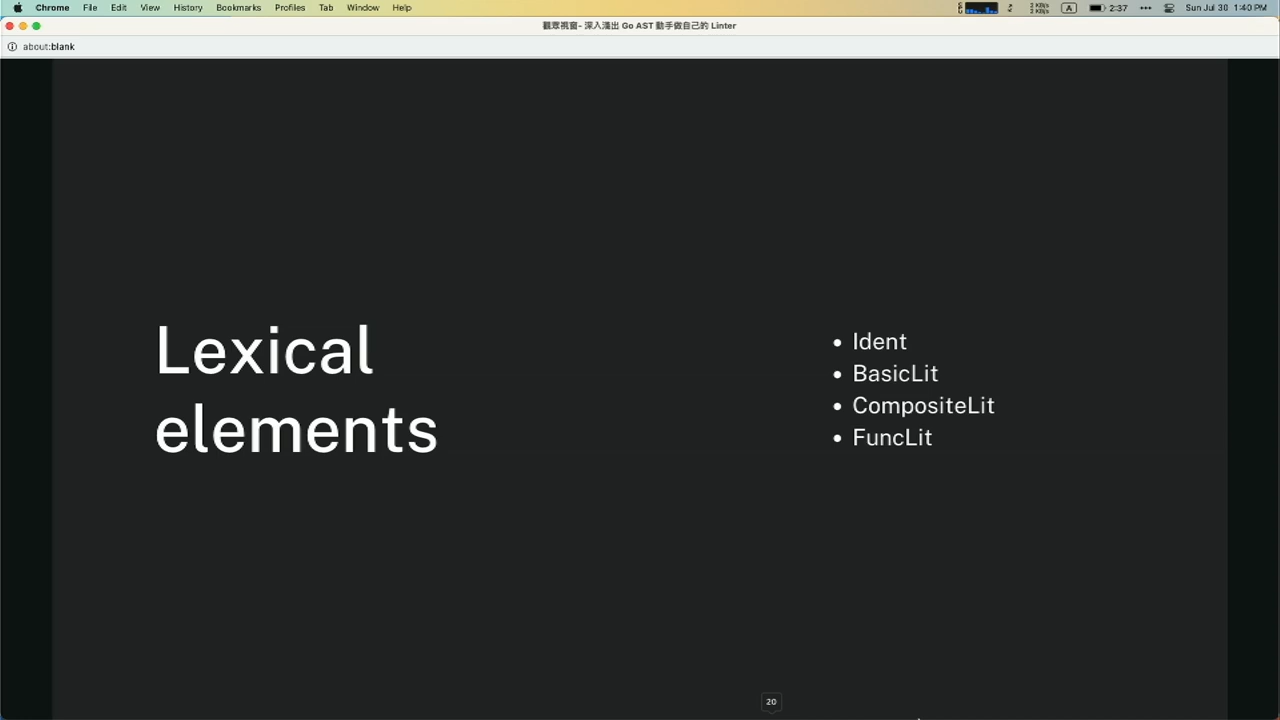 Chrome File Edit View History Bookmarks Profiles Tab Window Help
2:37 Sun Jul 30 1:40 PM
觀眾視窗- 深入淺出 Go AST 動手做自己的 Linter
about:blank
Lexical
elements
• Ident
• BasicLit
• CompositeLit
• FuncLit
20